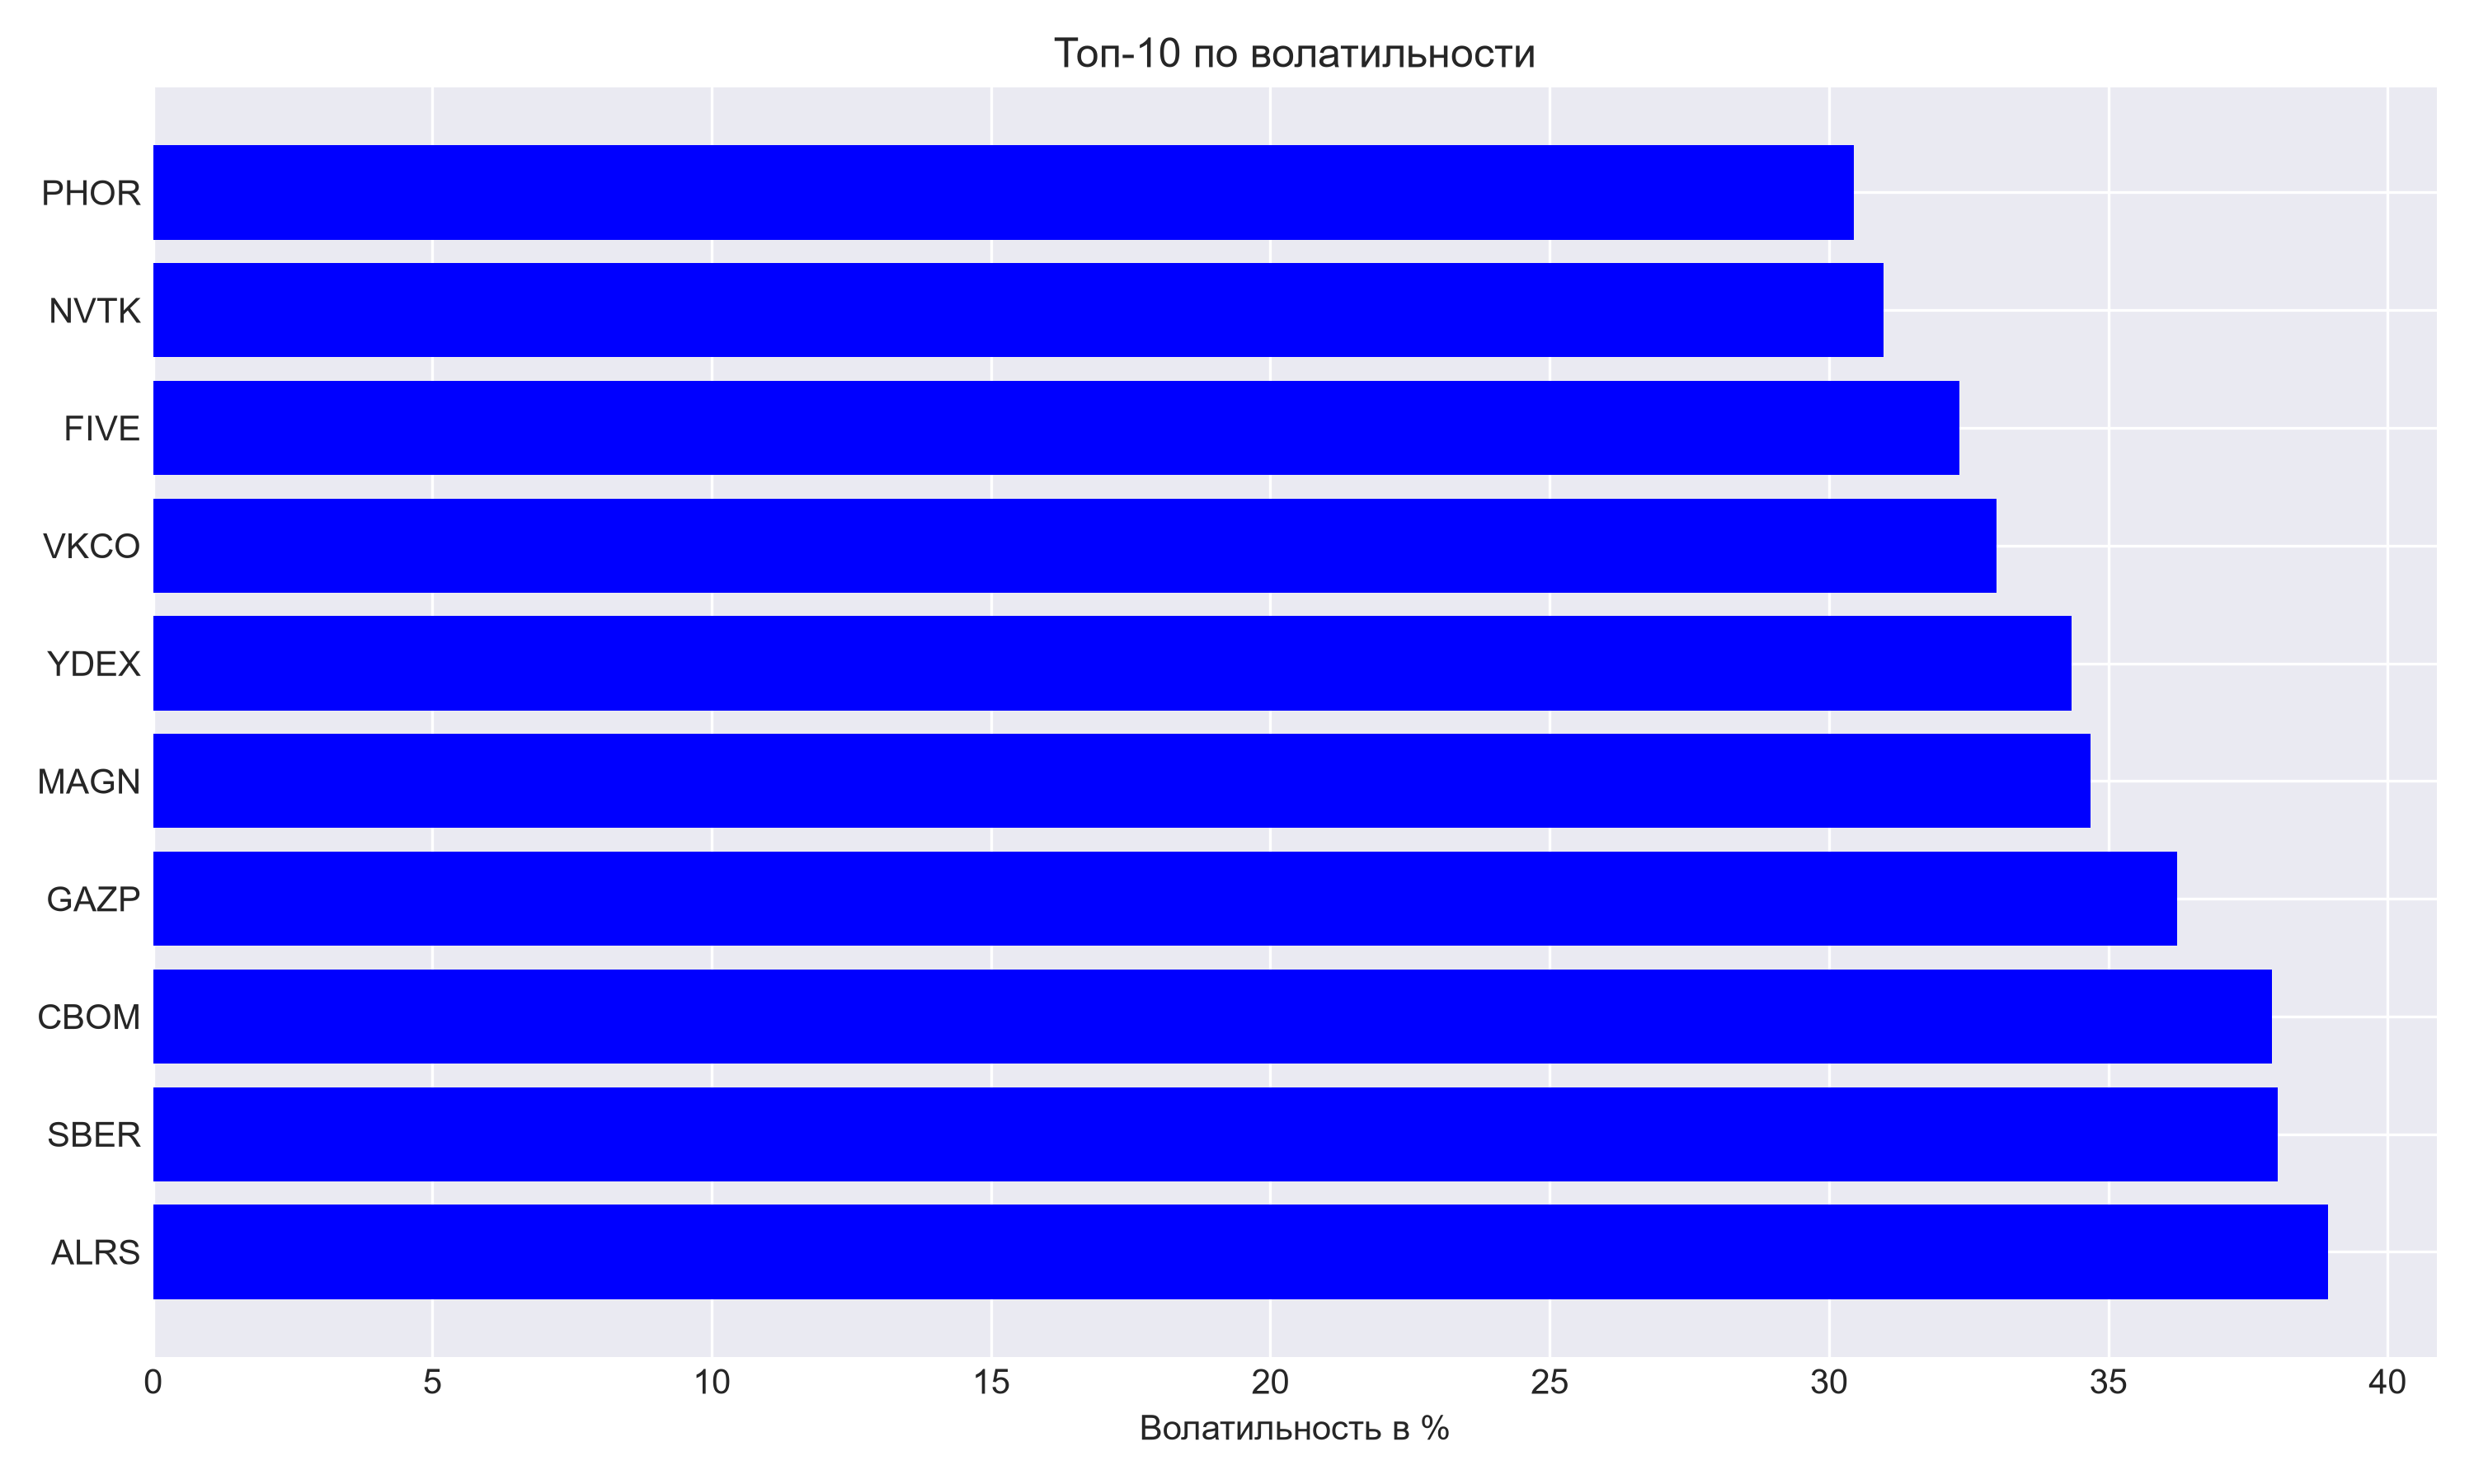 Топ-10 по волатильности
PHOR
NVTK
FIVE
VKCO
YDEX
MAGN
GAZP
CBOM
SBER
ALRS
0 5 10 15 20 25 30 35 40
Волатильность в %